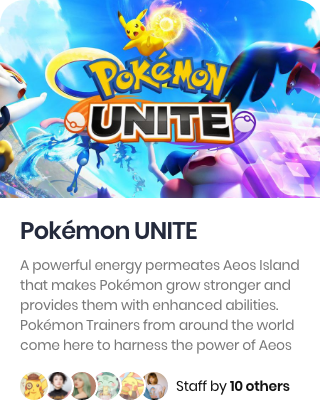 POKéMON
UNITE
Pokémon UNITE
A powerful energy permeates Aeos Island
that makes Pokémon grow stronger and
provides them with enhanced abilities.
Pokémon Trainers from around the world
come here to harness the power of Aeos
Staff by 10 others